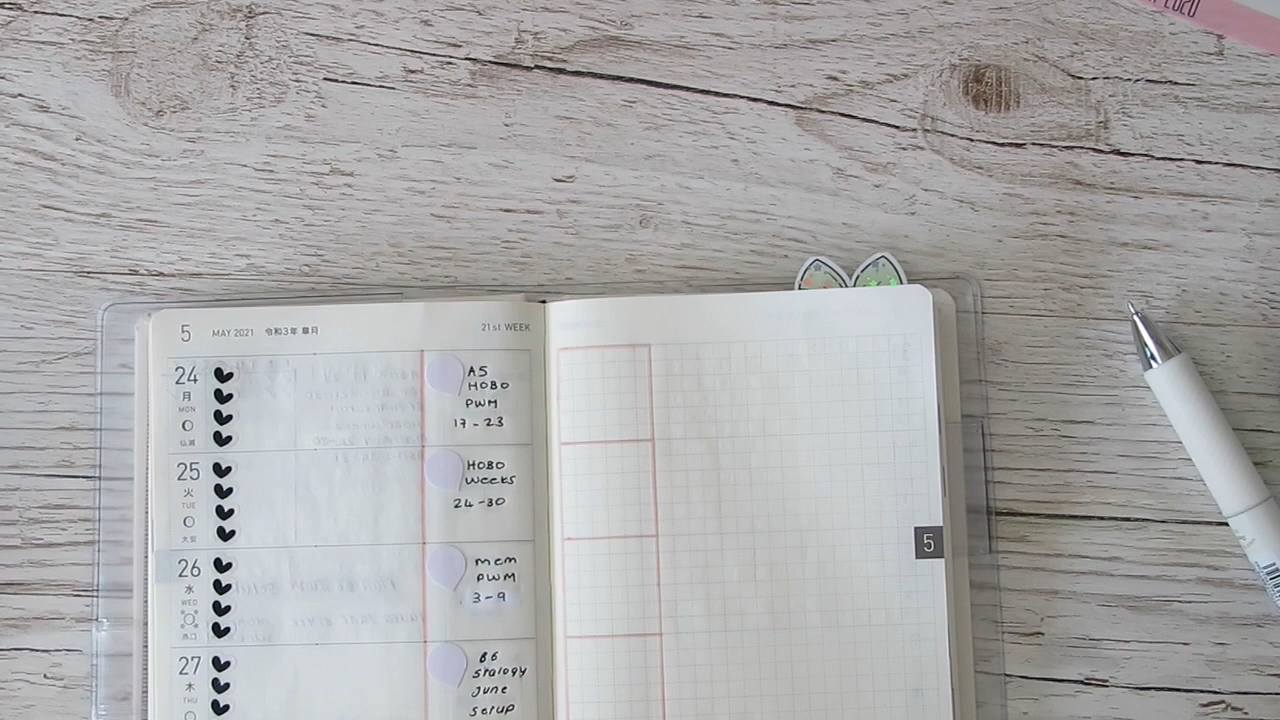 2020
5 MAY 2021 令和3年 皐月 21st WEEK
24
月
MON
仏滅
A5
HOBO
PWM
17-23
25
火
TUE
大安
HOBO
Weeks
24-30
26
水
WED
赤口
mcm
PWM
3-9
27
木
THU
B6
stalogy
June
setup
5